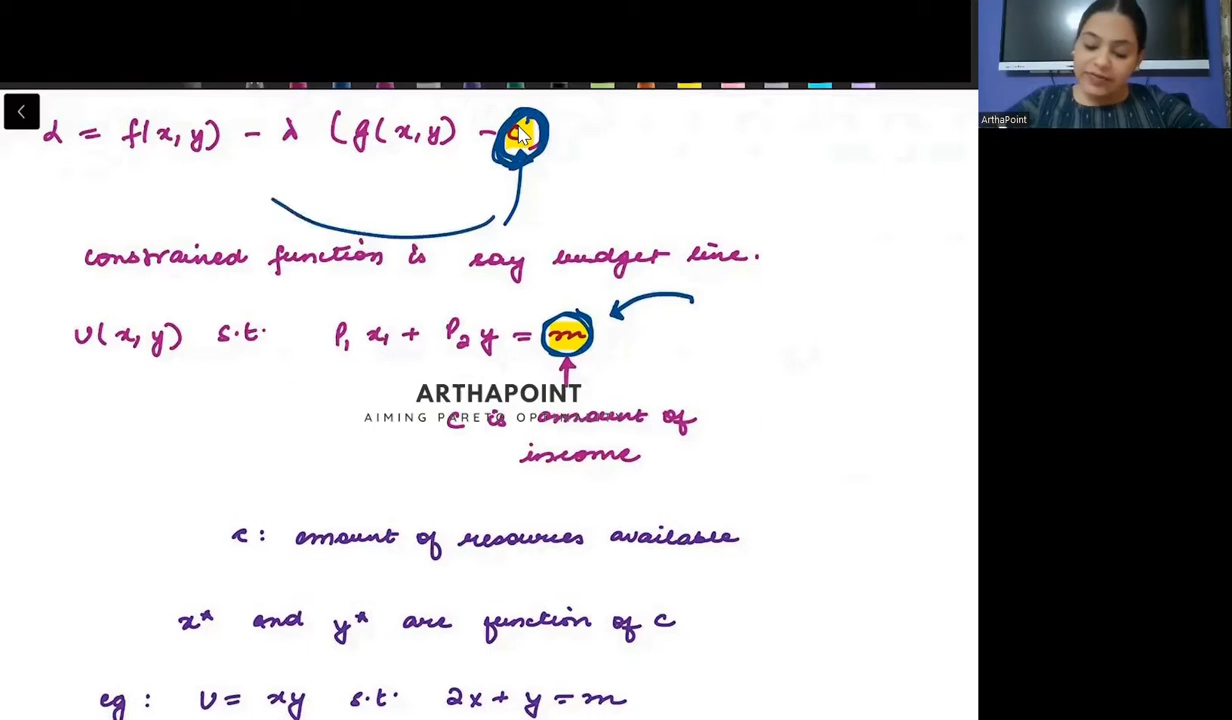 L = f(x, y) - λ (g(x, y) - c)
constrained function is say budget line.
U(x, y) s.t. P₁ x₁ + P₂ y = m
ARTHAPOINT
AIMING PARETO OPTIMALITY
c is amount of
income
c: amount of resources available
x* and y* are function of c
eg: U = xy s.t. 2x + y = m
ArthaPoint